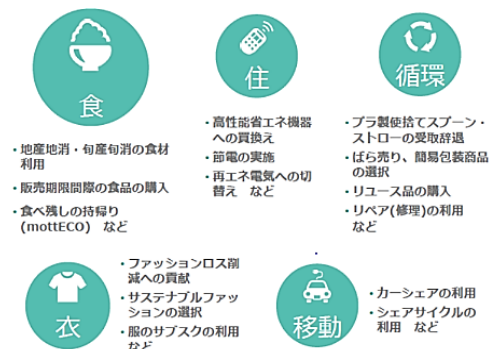 食
・地産地消・旬産旬消の食材
利用
・販売期限間際の食品の購入
・食べ残しの持帰り
(mottECO) など
住
・高性能省エネ機器
への買換え
・節電の実施
・再エネ電気への切
替え など
循環
・プラ製使捨てスプーン・
ストローの受取辞退
・ばら売り、簡易包装商品
の選択
・リユース品の購入
・リペア(修理)の利用
など
衣
・ファッションロス削
減への貢献
・サステナブルファッ
ションの選択
・服のサブスクの利用
など
移動
・カーシェアの利用
・シェアサイクルの
利用 など